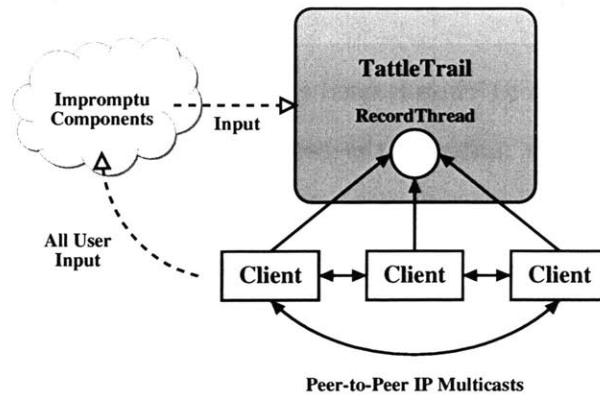 TattleTrail
Impromptu
Components
RecordThread
Input
All User
Input
Client
Client
Client
Peer-to-Peer IP Multicasts